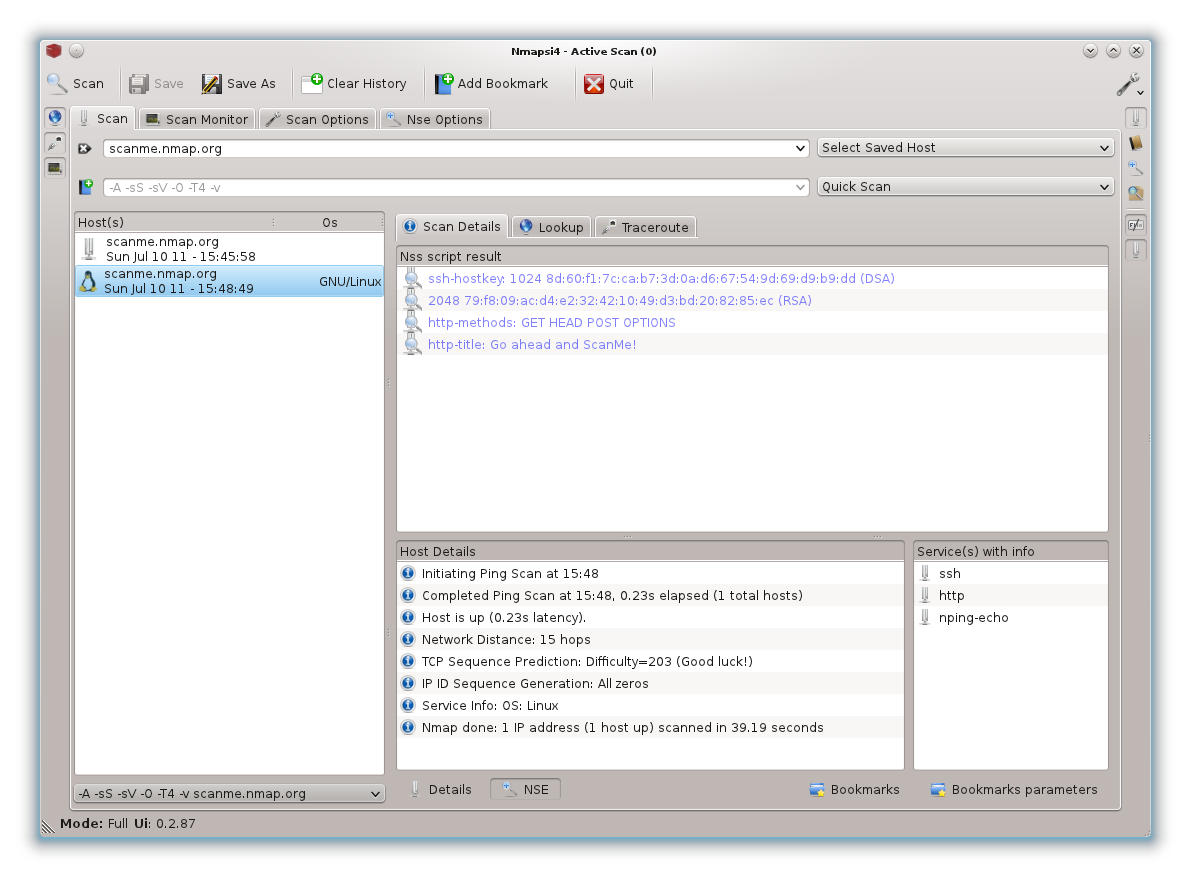 Nmapsi4 - Active Scan (0)
Scan Save Save As Clear History Add Bookmark Quit
Scan Scan Monitor Scan Options Nse Options
scanme.nmap.org Select Saved Host
-A -sS -sV -O -T4 -v Quick Scan
Host(s) Os
scanme.nmap.org
Sun Jul 10 11 - 15:45:58
scanme.nmap.org
Sun Jul 10 11 - 15:48:49 GNU/Linux
-A -sS -sV -O -T4 -v scanme.nmap.org
Scan Details Lookup Traceroute
Nss script result
ssh-hostkey: 1024 8d:60:f1:7c:ca:b7:3d:0a:d6:67:54:9d:69:d9:b9:dd (DSA)
2048 79:f8:09:ac:d4:e2:32:42:10:49:d3:bd:20:82:85:ec (RSA)
http-methods: GET HEAD POST OPTIONS
http-title: Go ahead and ScanMe!
Host Details
Initiating Ping Scan at 15:48
Completed Ping Scan at 15:48, 0.23s elapsed (1 total hosts)
Host is up (0.23s latency).
Network Distance: 15 hops
TCP Sequence Prediction: Difficulty=203 (Good luck!)
IP ID Sequence Generation: All zeros
Service Info: OS: Linux
Nmap done: 1 IP address (1 host up) scanned in 39.19 seconds
Service(s) with info
ssh
http
nping-echo
Details NSE Bookmarks Bookmarks parameters
Mode: Full Ui: 0.2.87